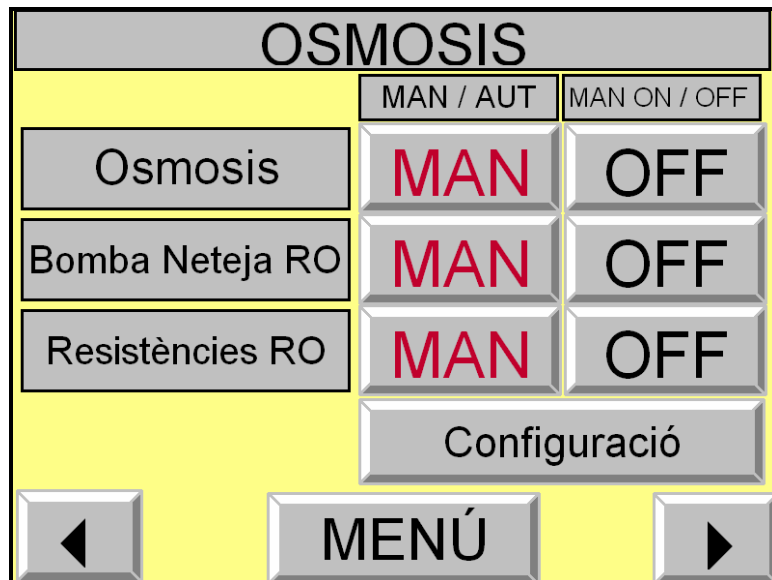 OSMOSIS
MAN / AUT MAN ON / OFF
Osmosis MAN OFF
Bomba Neteja RO MAN OFF
Resistències RO MAN OFF
Configuració
MENÚ